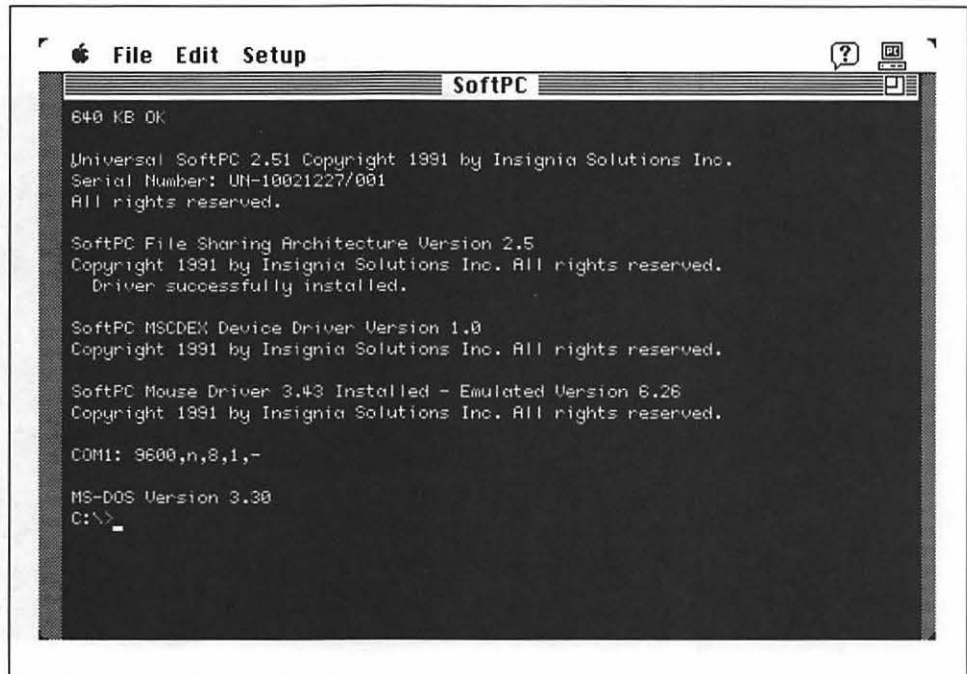 File Edit Setup
SoftPC
640 KB OK
Universal SoftPC 2.51 Copyright 1991 by Insignia Solutions Inc.
Serial Number: UN-10021227/001
All rights reserved.
SoftPC File Sharing Architecture Version 2.5
Copyright 1991 by Insignia Solutions Inc. All rights reserved.
Driver successfully installed.
SoftPC MSCDEX Device Driver Version 1.0
Copyright 1991 by Insignia Solutions Inc. All rights reserved.
SoftPC Mouse Driver 3.43 Installed - Emulated Version 6.26
Copyright 1991 by Insignia Solutions Inc. All rights reserved.
COM1: 9600,n,8,1,-
MS-DOS Version 3.30
C:\>_